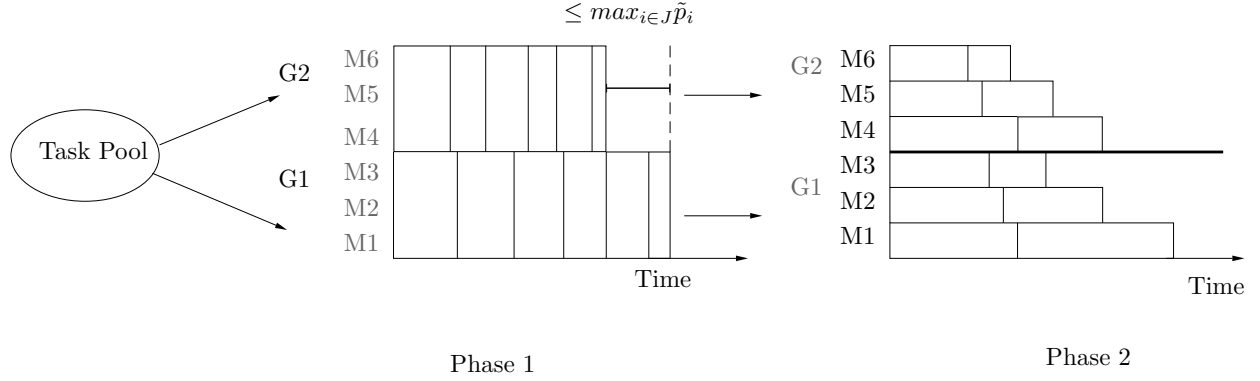 ≤ max_{i∈J} p̃_i
G2
M6
M5
M4
Task Pool
G1
M3
M2
M1
Time
Phase 1
G2
M6
M5
M4
G1
M3
M2
M1
Time
Phase 2